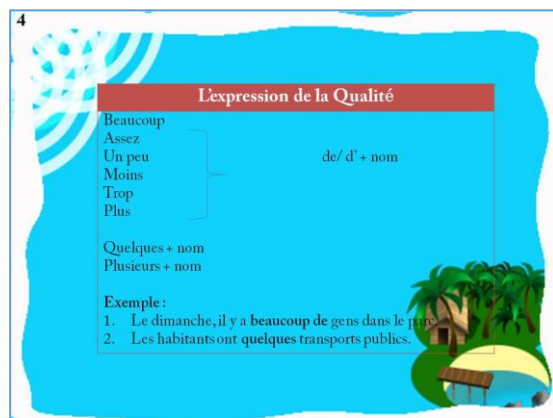 4
L'expression de la Qualité
Beaucoup
Assez
Un peu de/ d' + nom
Moins
Trop
Plus
Quelques + nom
Plusieurs + nom
Exemple :
1. Le dimanche, il y a beaucoup de gens dans le parc
2. Les habitants ont quelques transports publics.